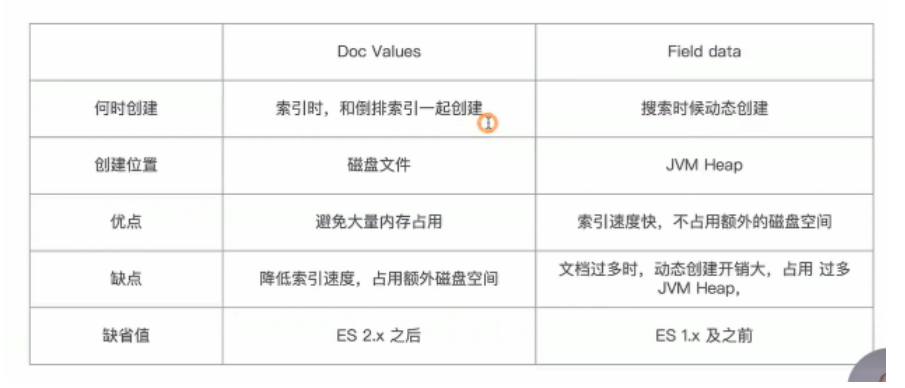 Doc Values Field data
何时创建 索引时，和倒排索引一起创建 搜索时候动态创建
创建位置 磁盘文件 JVM Heap
优点 避免大量内存占用 索引速度快，不占用额外的磁盘空间
缺点 降低索引速度，占用额外磁盘空间 文档过多时，动态创建开销大，占用 过多
JVM Heap，
缺省值 ES 2.x 之后 ES 1.x 及之前